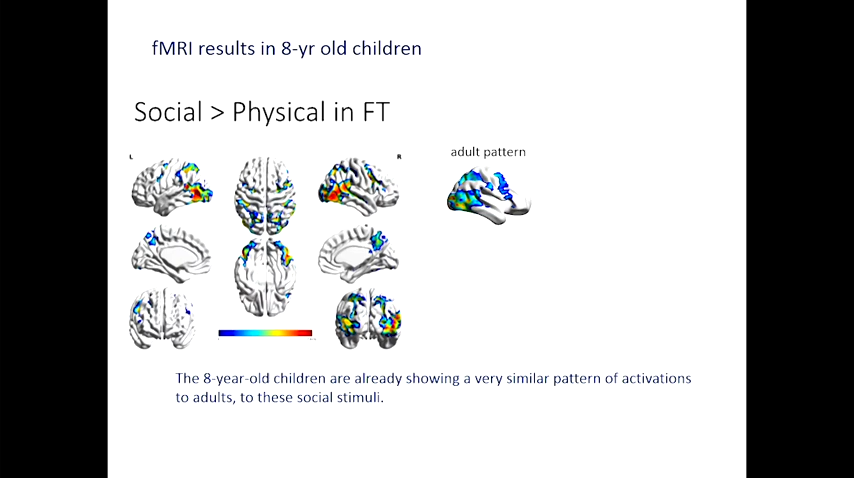 fMRI results in 8-yr old children
Social > Physical in FT
L
R
adult pattern
The 8-year-old children are already showing a very similar pattern of activations
to adults, to these social stimuli.